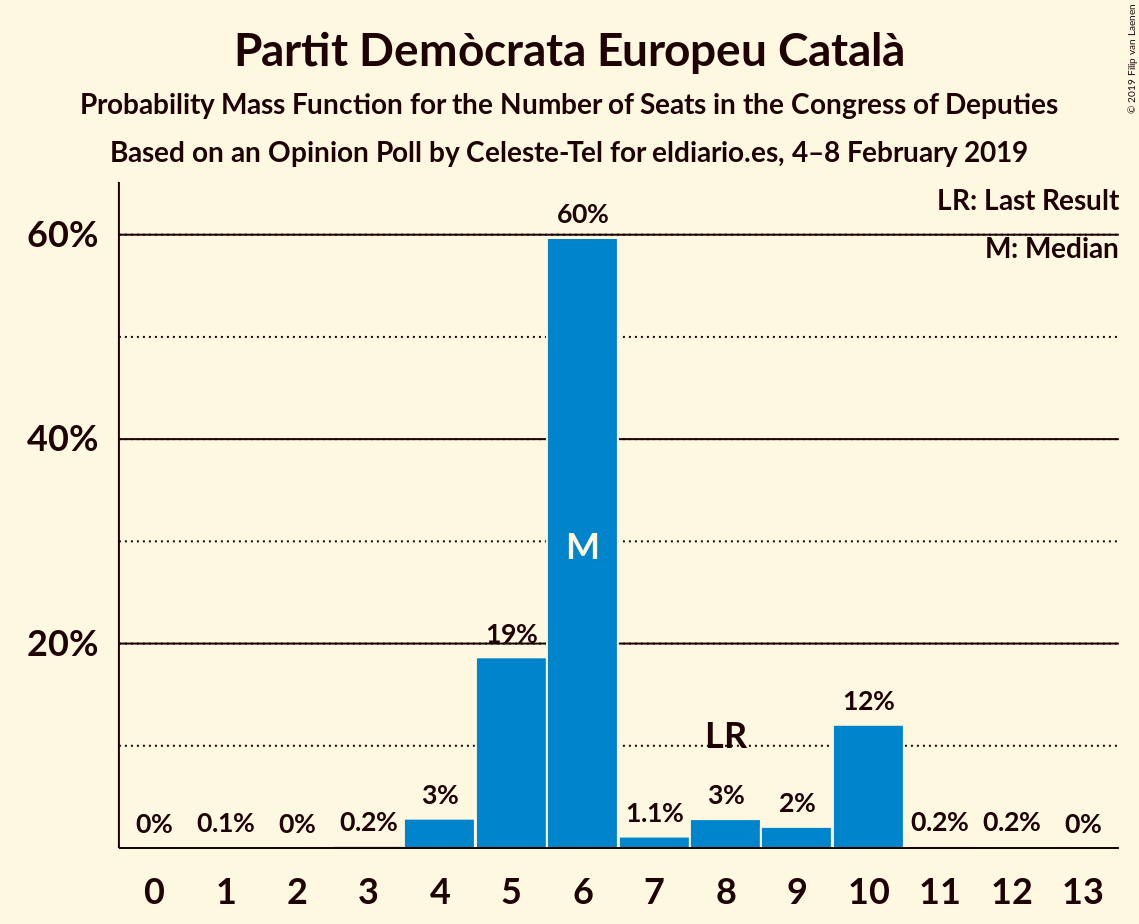 Partit Demòcrata Europeu Català
Probability Mass Function for the Number of Seats in the Congress of Deputies
Based on an Opinion Poll by Celeste-Tel for eldiario.es, 4–8 February 2019
© 2019 Filip van Laenen
LR: Last Result
M: Median
60%
40%
20%
0% 0.1% 0% 0.2% 3% 19% 60% 1.1% 3% 2% 12% 0.2% 0.2% 0%
M
LR
0 1 2 3 4 5 6 7 8 9 10 11 12 13